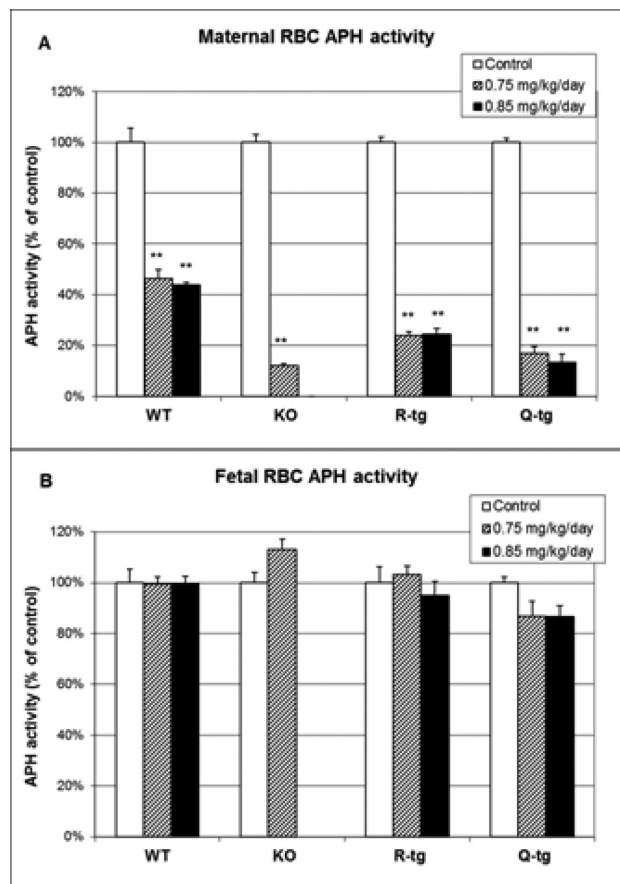 A
Maternal RBC APH activity
Control
0.75 mg/kg/day
0.85 mg/kg/day
APH activity (% of control)
120%
100%
80%
60%
40%
20%
0%
** **
**
** **
** **
WT KO R-tg Q-tg
B
Fetal RBC APH activity
Control
0.75 mg/kg/day
0.85 mg/kg/day
APH activity (% of control)
120%
100%
80%
60%
40%
20%
0%
WT KO R-tg Q-tg